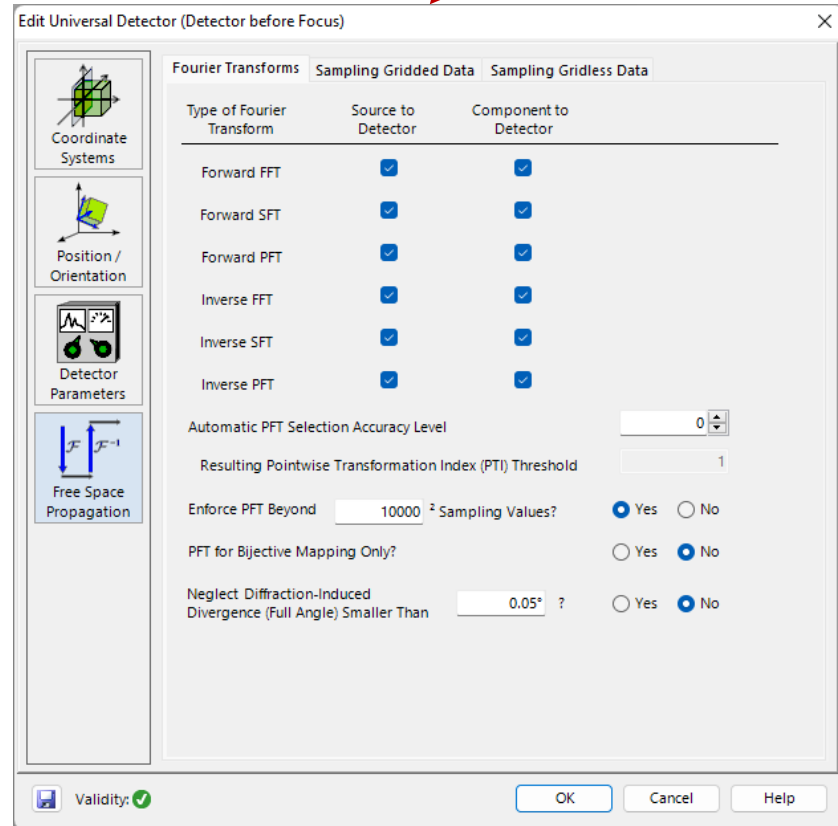 Edit Universal Detector (Detector before Focus)
Coordinate
Systems
Position /
Orientation
Detector
Parameters
ℱ ℱ⁻¹
Free Space
Propagation
Fourier Transforms Sampling Gridded Data Sampling Gridless Data
Type of Fourier Transform Source to Detector Component to Detector
Forward FFT
Forward SFT
Forward PFT
Inverse FFT
Inverse SFT
Inverse PFT
Automatic PFT Selection Accuracy Level 0
Resulting Pointwise Transformation Index (PTI) Threshold 1
Enforce PFT Beyond 10000 ² Sampling Values? Yes No
PFT for Bijective Mapping Only? Yes No
Neglect Diffraction-Induced
Divergence (Full Angle) Smaller Than 0.05° ? Yes No
Validity: OK Cancel Help